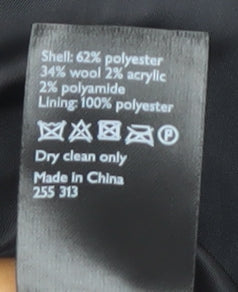 Shell: 62% polyester
34% wool 2% acrylic
2% polyamide
Lining: 100% polyester
P
Dry clean only
Made in China
255 313